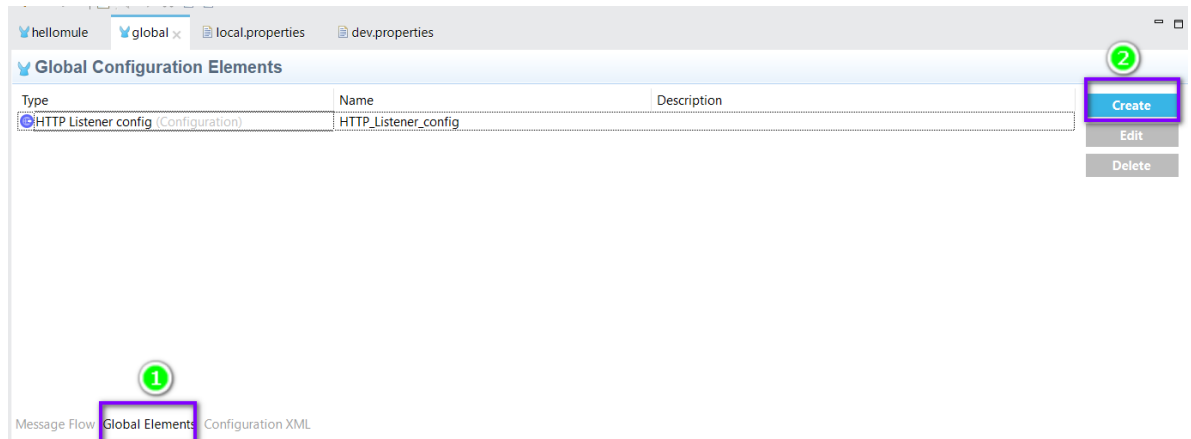 hellomule global local.properties dev.properties
Global Configuration Elements
2
Type Name Description
Create
HTTP Listener config (Configuration) HTTP_Listener_config
Edit
Delete
1
Message Flow Global Elements Configuration XML